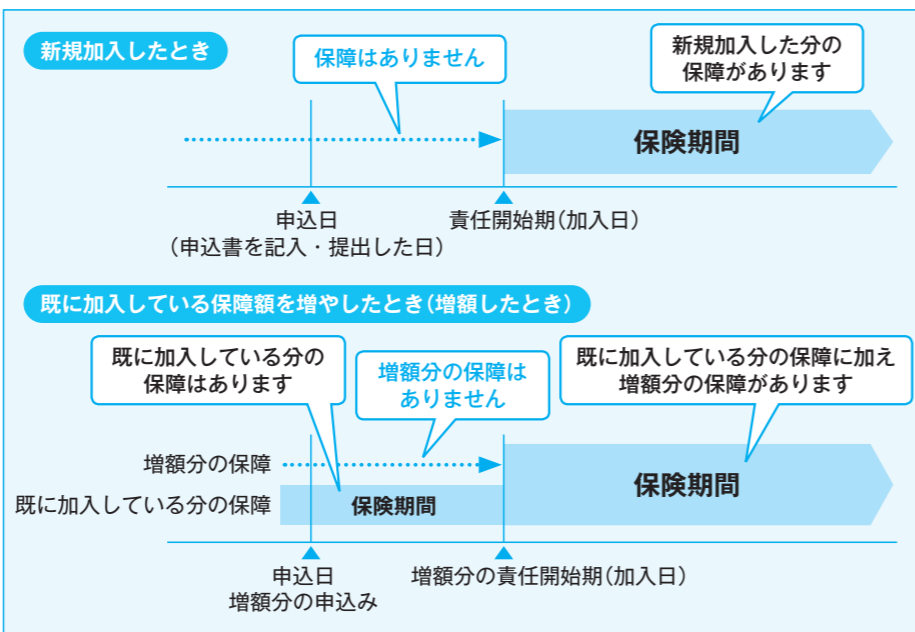 新規加入したとき
保障はありません
新規加入した分の
保障があります
保険期間
申込日
(申込書を記入・提出した日)
責任開始期(加入日)
既に加入している保障額を増やしたとき(増額したとき)
既に加入している分の
保障はあります
増額分の保障は
ありません
既に加入している分の保障に加え
増額分の保障があります
増額分の保障
既に加入している分の保障
保険期間
保険期間
申込日
増額分の申込み
増額分の責任開始期(加入日)